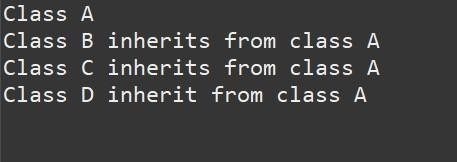 Class A
Class B inherits from class A
Class C inherits from class A
Class D inherit from class A